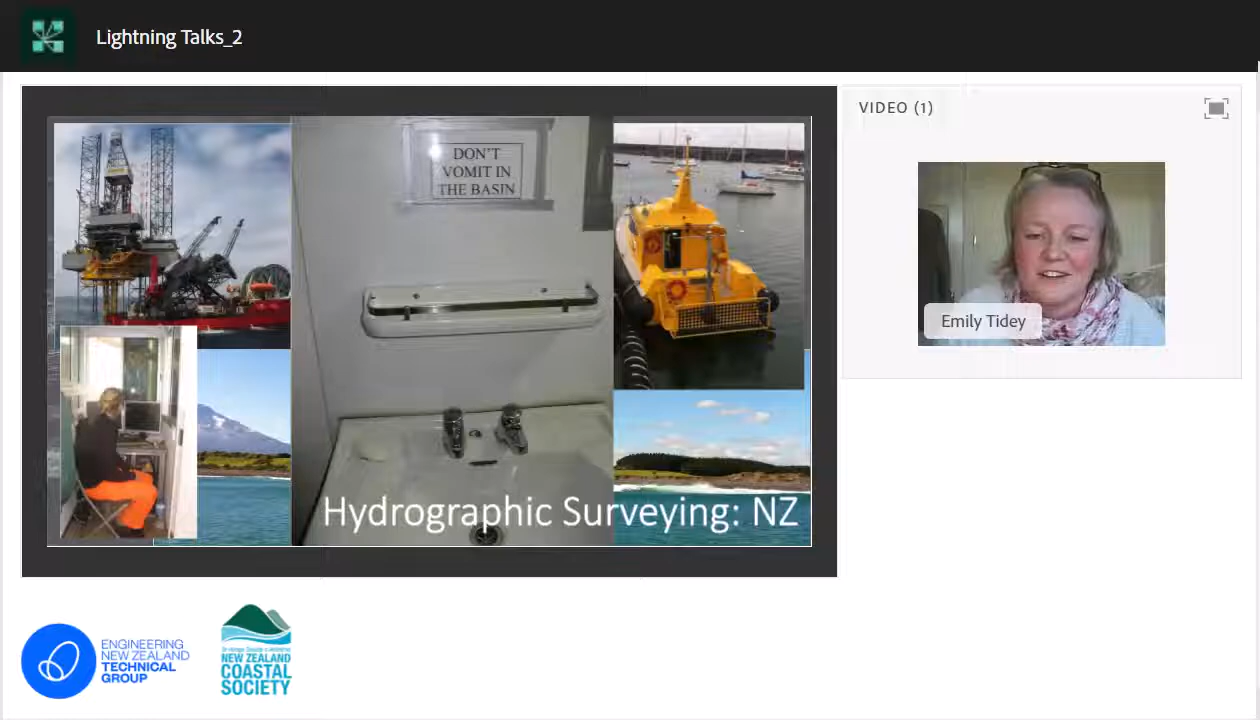 Lightning Talks_2
DON'T
VOMIT IN
THE BASIN
Hydrographic Surveying: NZ
VIDEO (1)
Emily Tidey
ENGINEERING
NEW ZEALAND
TECHNICAL
GROUP
NEW ZEALAND
COASTAL
SOCIETY